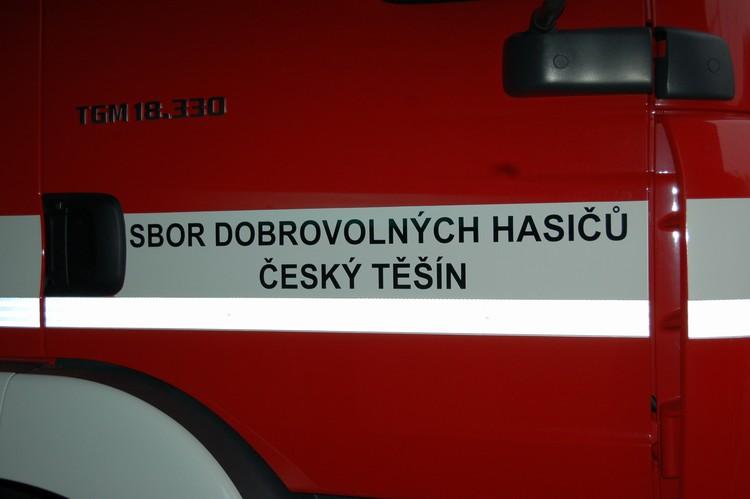 TGM 18.330
SBOR DOBROVOLNÝCH HASIČŮ
ČESKÝ TĚŠÍN